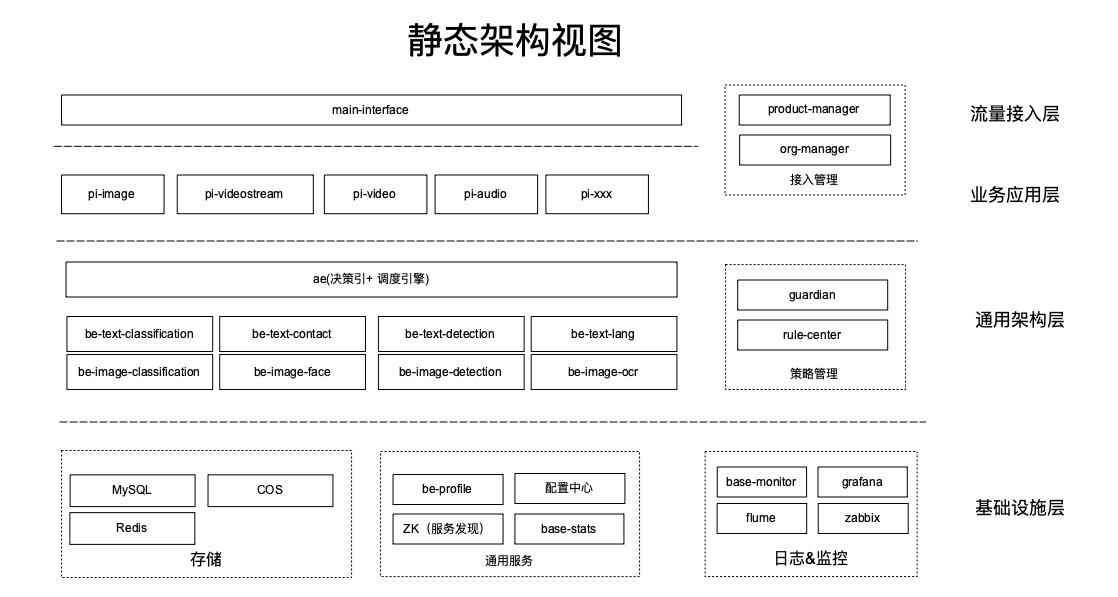 静态架构视图
main-interface
product-manager
org-manager
接入管理
流量接入层
pi-image
pi-videostream
pi-video
pi-audio
pi-xxx
业务应用层
ae(决策引+ 调度引擎)
be-text-classification
be-text-contact
be-text-detection
be-text-lang
be-image-classification
be-image-face
be-image-detection
be-image-ocr
guardian
rule-center
策略管理
通用架构层
MySQL
COS
Redis
存储
be-profile
配置中心
ZK（服务发现）
base-stats
通用服务
base-monitor
grafana
flume
zabbix
日志&监控
基础设施层